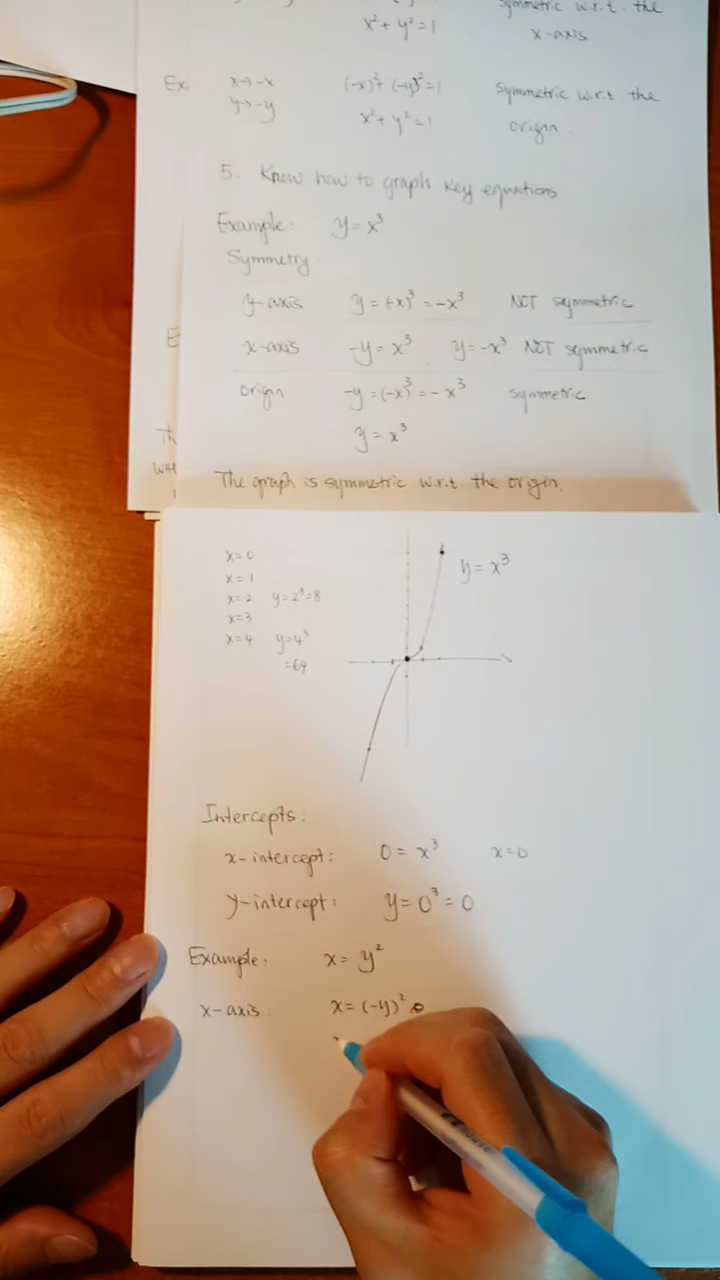 symmetric w.r.t. the
x² + y² = 1 x-axis
Ex. x→-x (-x)² + (-y)² = 1 symmetric w.r.t. the
y→-y x² + y² = 1 origin.
5. Know how to graph key equations
Example: y = x³
Symmetry
y-axis y = (-x)³ = -x³ NOT symmetric
x-axis -y = x³ y = -x³ NOT symmetric
origin -y = (-x)³ = -x³ symmetric
y = x³
The graph is symmetric w.r.t. the origin.
E
Th
x=0
x=1
x=2 y=2³=8
x=3
x=4 y=4³
=64
y = x³
Intercepts:
x-intercept: 0 = x³ x=0
y-intercept: y = 0³ = 0
Example: x = y²
x-axis: x = (-y)²